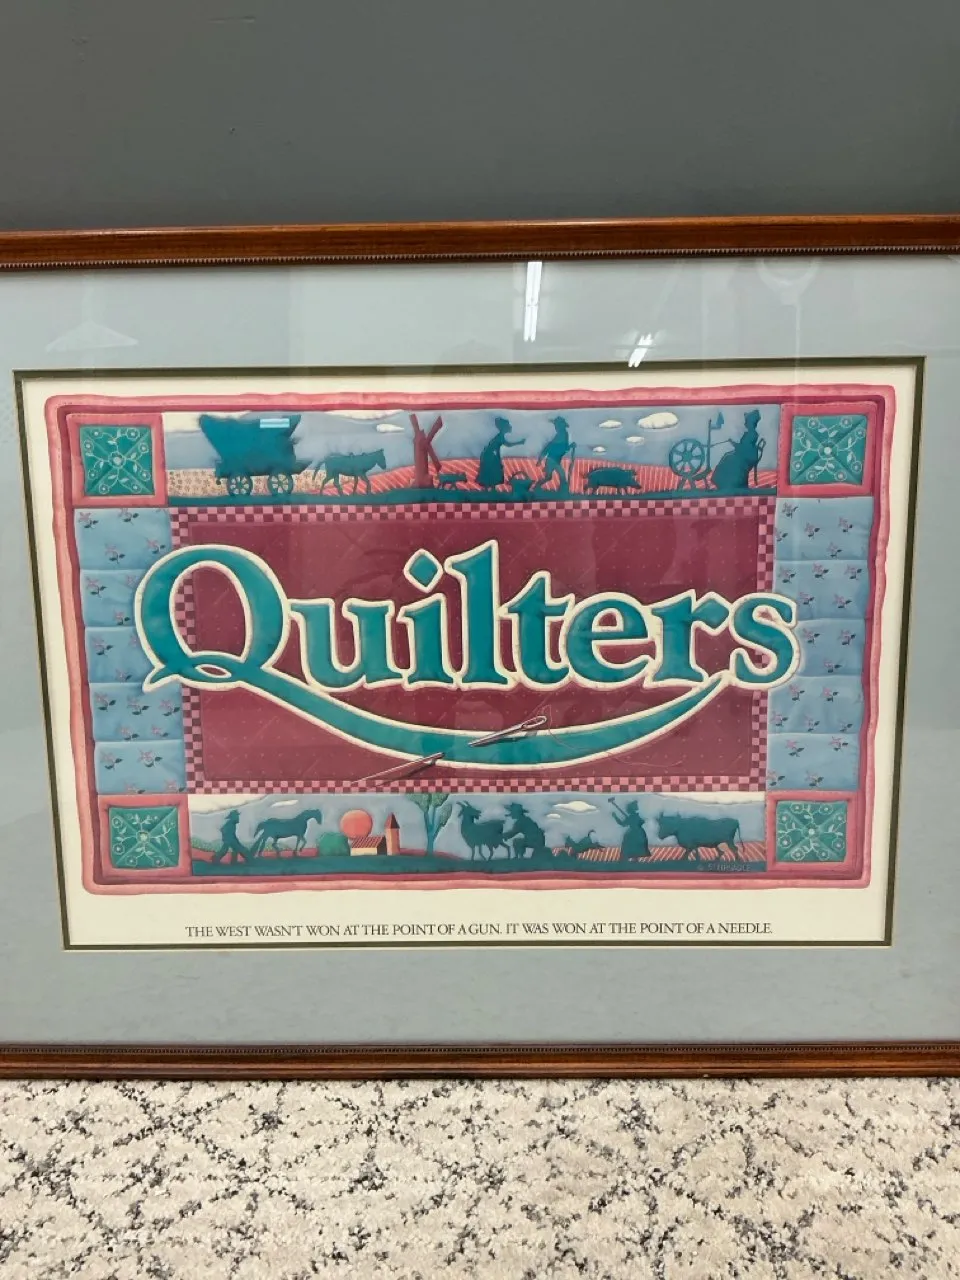 Quilters
THE WEST WASN'T WON AT THE POINT OF A GUN. IT WAS WON AT THE POINT OF A NEEDLE.